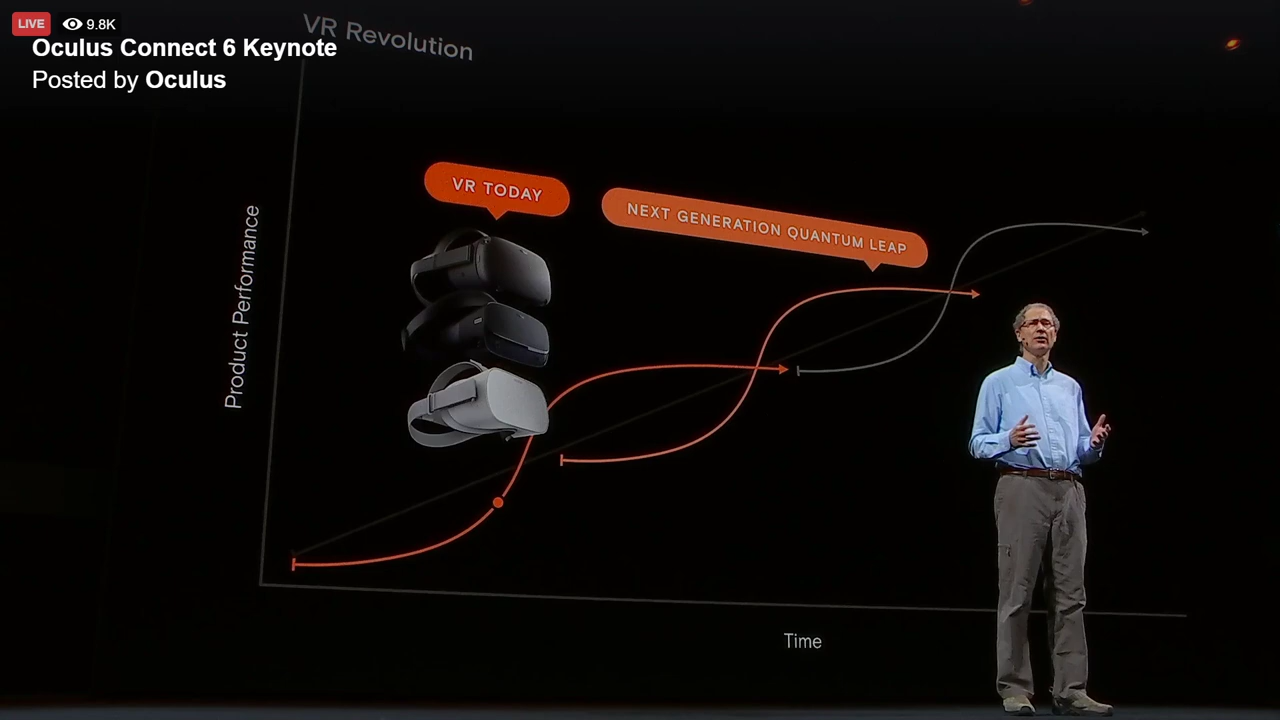 LIVE 9.8K
Oculus Connect 6 Keynote
Posted by Oculus
VR Revolution
VR TODAY
NEXT GENERATION QUANTUM LEAP
Product Performance
Time